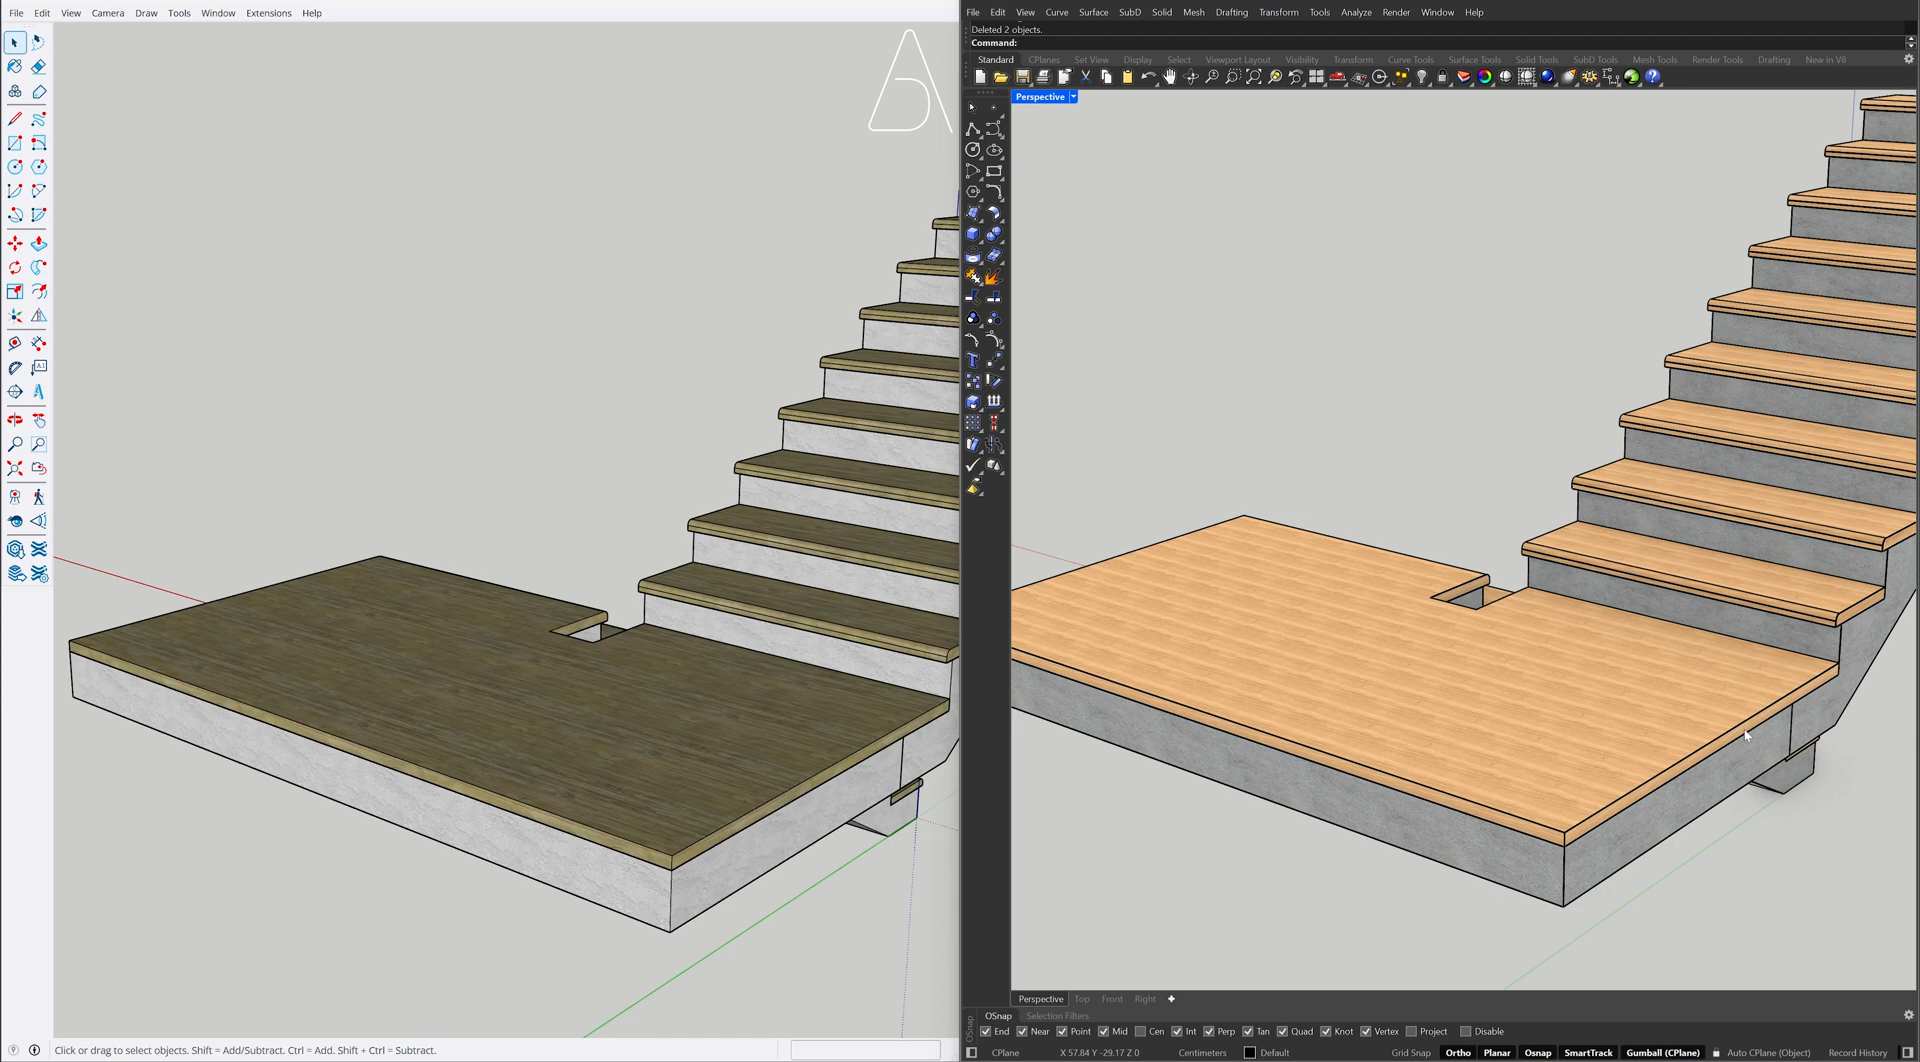 File Edit View Camera Draw Tools Window Extensions Help
Click or drag to select objects. Shift = Add/Subtract. Ctrl = Add. Shift + Ctrl = Subtract.
File Edit View Curve Surface SubD Solid Mesh Drafting Transform Tools Analyze Render Window Help
Deleted 2 objects.
Command:
Standard CPlanes Set View Display Select Viewport Layout Visibility Transform Curve Tools Surface Tools Solid Tools SubD Tools Mesh Tools Render Tools Drafting New in V8
Perspective
Perspective Top Front Right
OSnap Selection Filters
OSnap
End Near Point Mid Cen Int Perp Tan Quad Knot Vertex Project Disable
CPlane X 57.84 Y -29.17 Z 0 Centimeters Default Grid Snap Ortho Planar Osnap SmartTrack Gumball (CPlane) Auto CPlane (Object) Record History